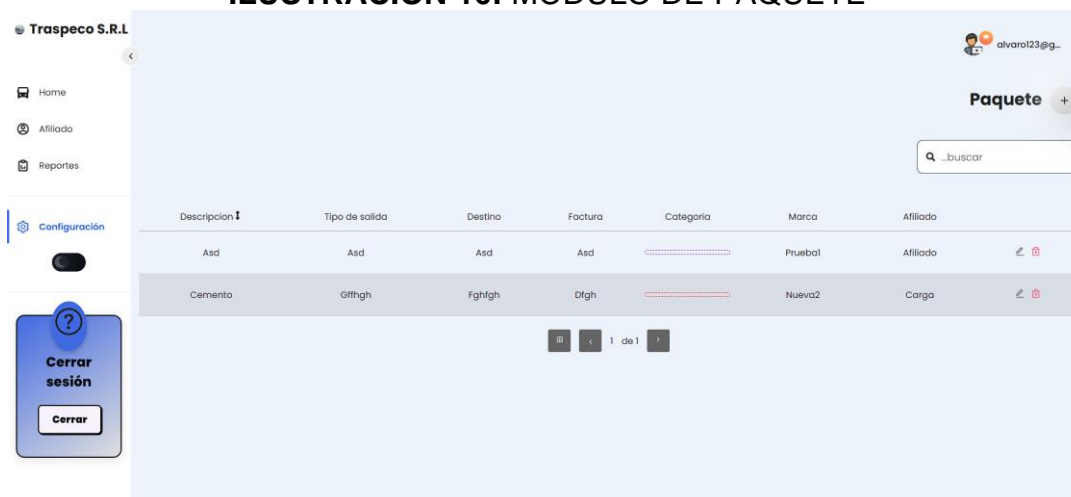 ILUSTRACIÓN 16. MODULO DE PAQUETE
Traspeco S.R.L
alvaro123@g...
Home
Afiliado
Reportes
Configuración
Cerrar
sesión
Cerrar
Paquete +
...buscar
Descripcion Tipo de salida Destino Factura Categoria Marca Afiliado
Asd Asd Asd Asd Prueba1 Afiliado
Cemento Gffhgh Fghfgh Dfgh Nueva2 Carga
1 de 1